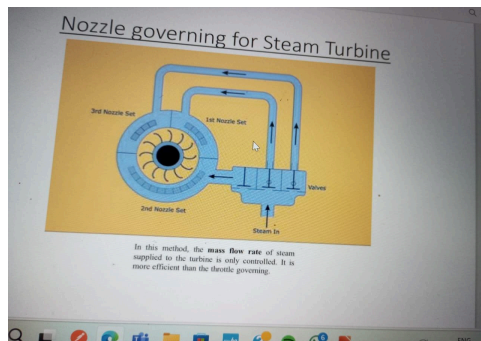 Nozzle governing for Steam Turbine
3rd Nozzle Set
1st Nozzle Set
Valves
2nd Nozzle Set
Steam In
In this method, the mass flow rate of steam
supplied to the turbine is only controlled. It is
more efficient than the throttle governing.